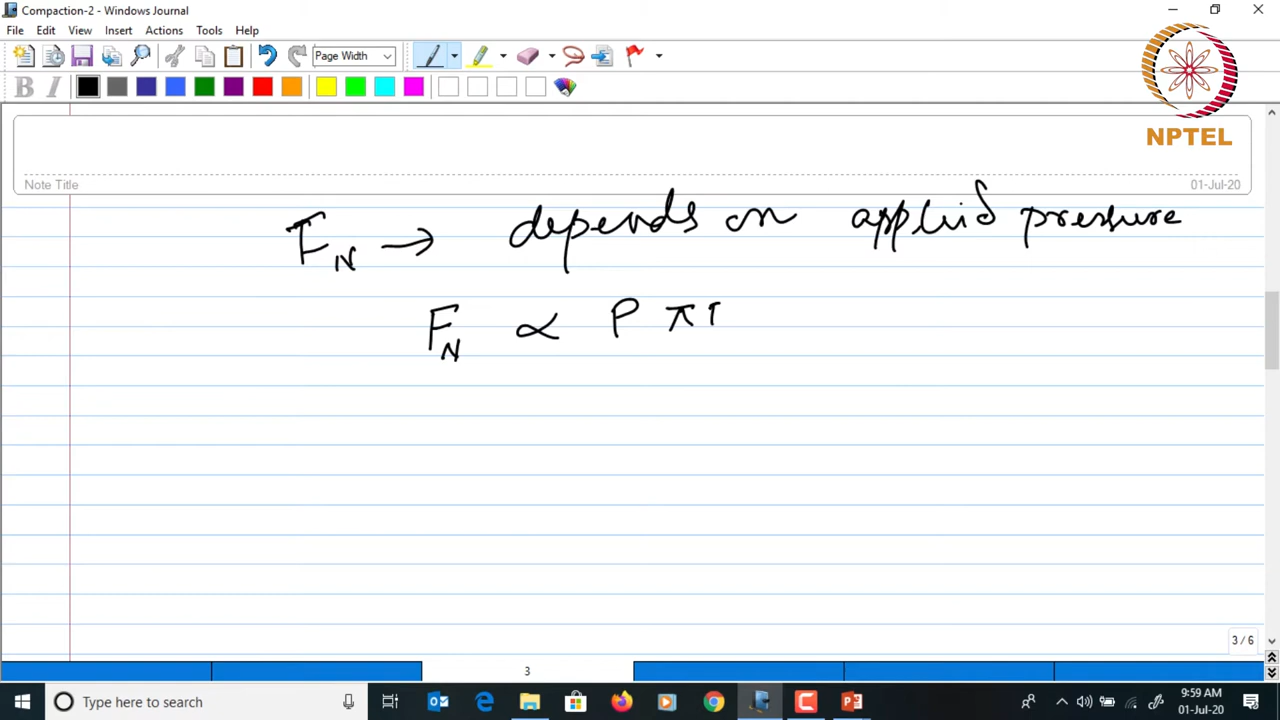 Compaction-2 - Windows Journal
File Edit View Insert Actions Tools Help
Page Width
B I
NPTEL
Note Title
01-Jul-20
F_N → depends on applied pressure
F_N ∝ P π
3 / 6
3
Type here to search
9:59 AM
01-Jul-20